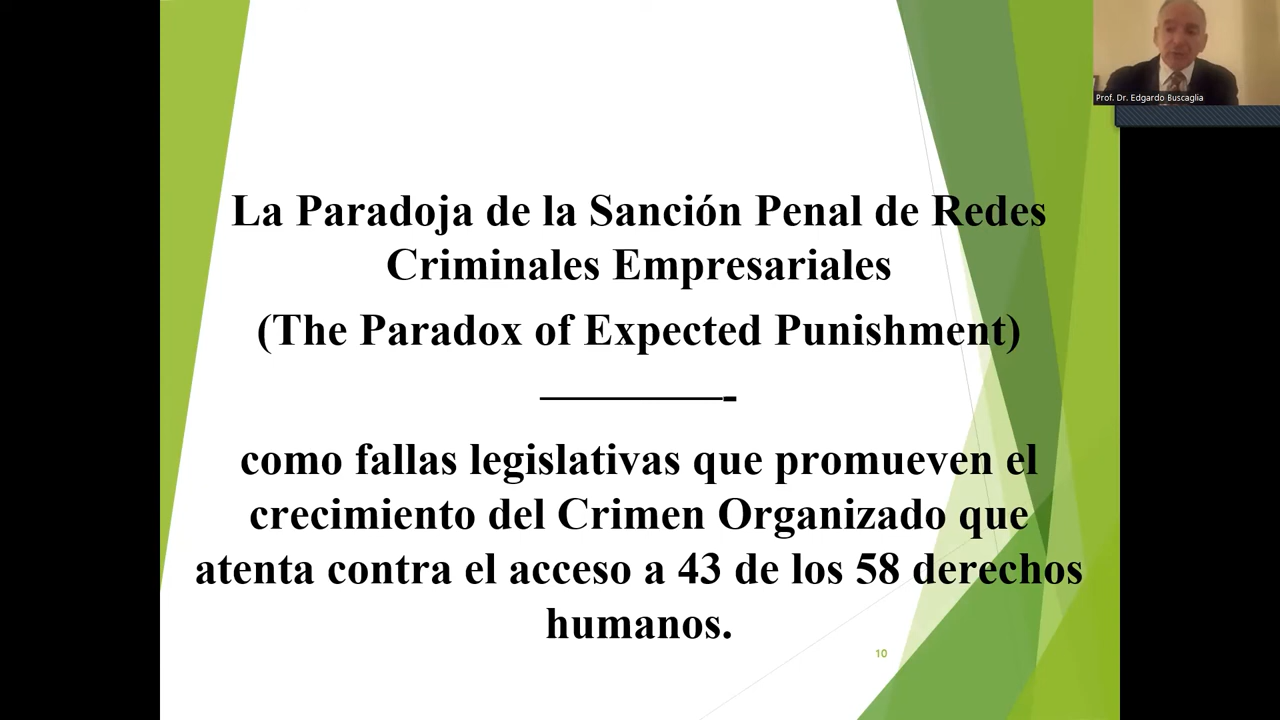 Prof. Dr. Edgardo Buscaglia
La Paradoja de la Sanción Penal de Redes
Criminales Empresariales
(The Paradox of Expected Punishment)
————-
como fallas legislativas que promueven el
crecimiento del Crimen Organizado que
atenta contra el acceso a 43 de los 58 derechos
humanos.
10